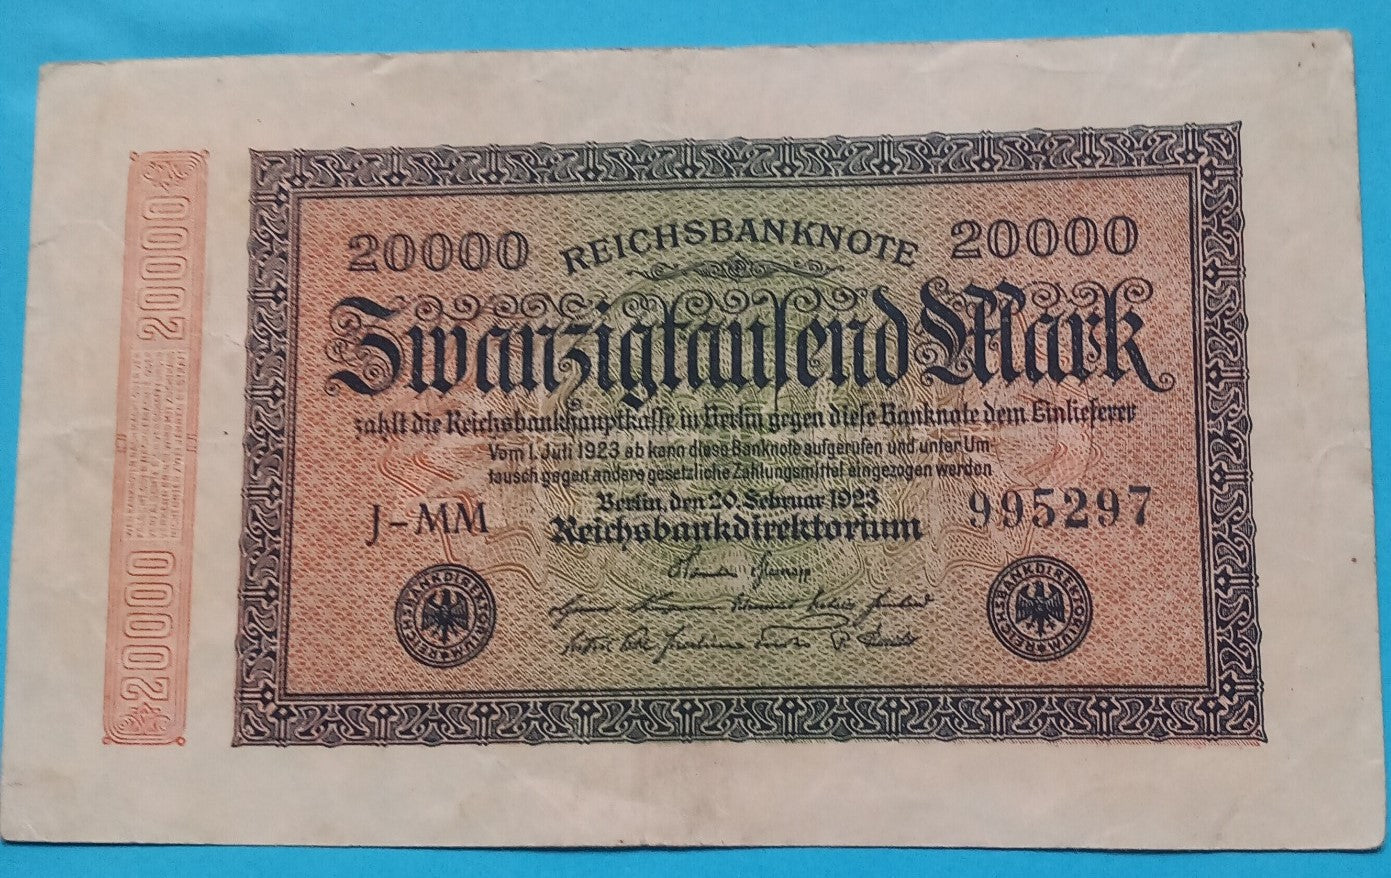 20000 REICHSBANKNOTE 20000
Zwanzigtausend Mark
zahlt die Reichsbankhauptkasse in Berlin gegen diese Banknote dem Einlieferer
Vom 1. Juli 1923 ab kann diese Banknote aufgerufen und unter Um-
tausch gegen andere gesetzliche Zahlungsmittel eingezogen werden
Berlin, den 20. Februar 1923
J-MM 995297
Reichsbankdirektorium
REICHSBANKDIREKTORIUM
REICHSBANKDIREKTORIUM
20000
20000